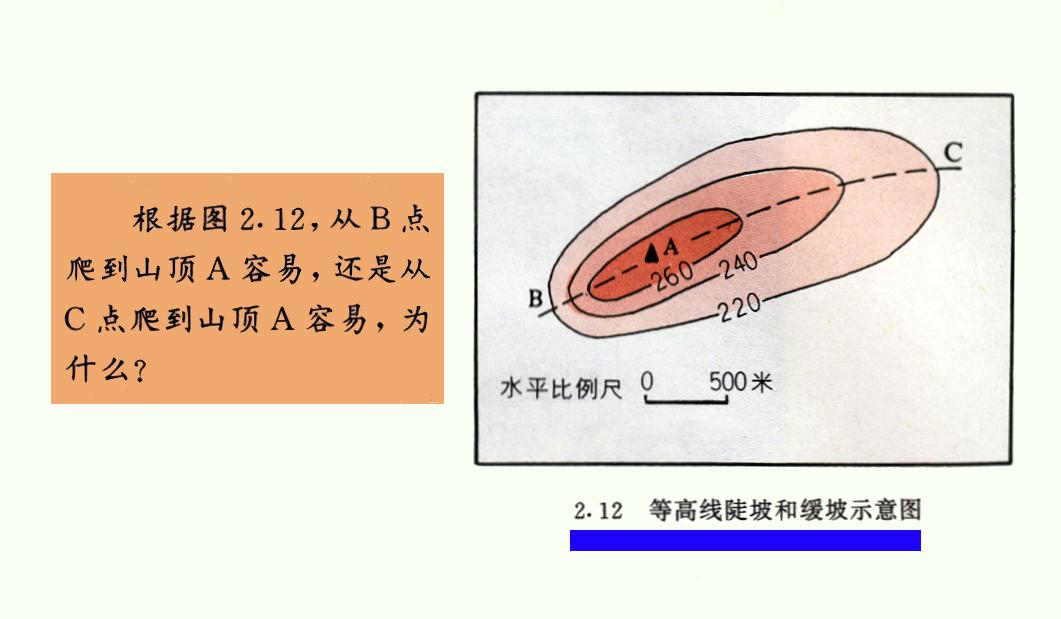 根据图 2.12，从 B 点
爬到山顶 A 容易，还是从
C 点爬到山顶 A 容易，为
什么？
C
A
B
260
240
220
水平比例尺 0 500米
2.12 等高线陡坡和缓坡示意图